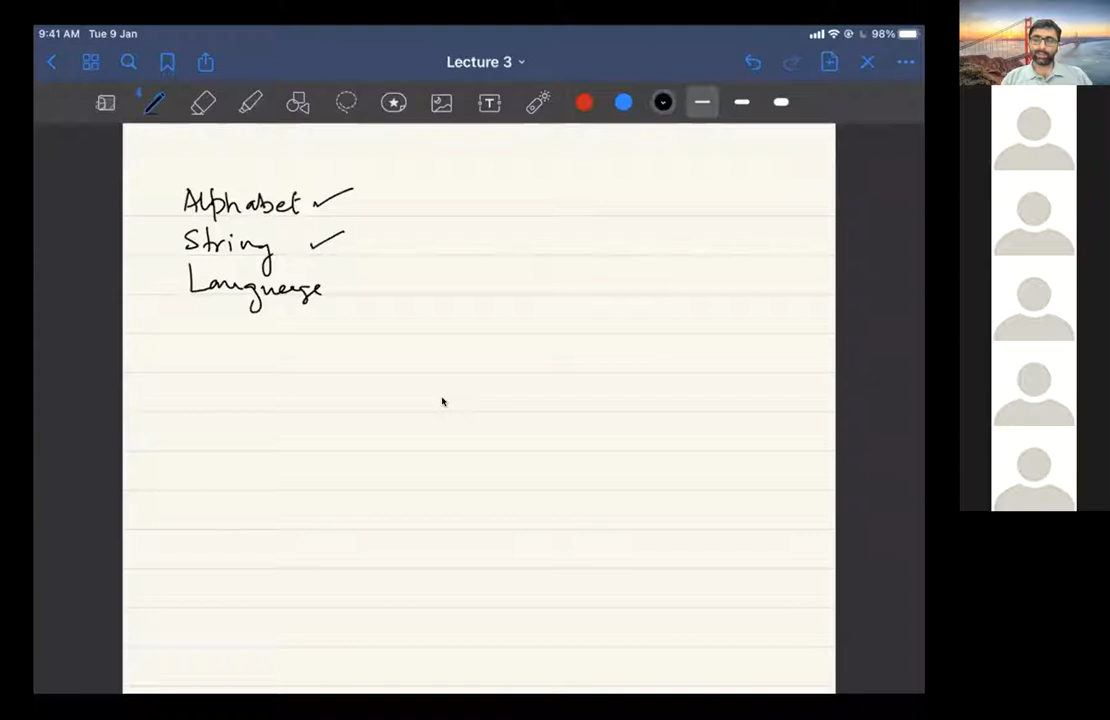 9:41 AM Tue 9 Jan
98%
Lecture 3
T
Alphabet ✓
String ✓
Language